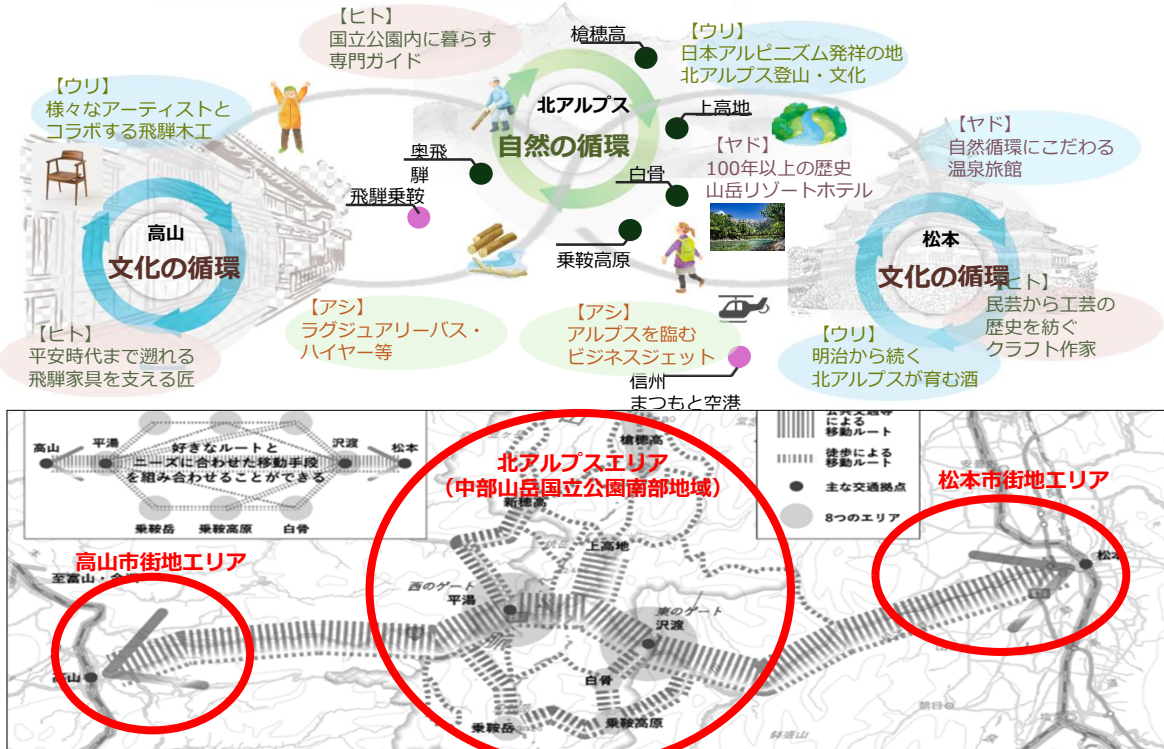 【ヒト】
国立公園内に暮らす
専門ガイド
槍穂高
【ウリ】
日本アルピニズム発祥の地
北アルプス登山・文化
【ウリ】
様々なアーティストと
コラボする飛騨木工
北アルプス
自然の循環
上高地
【ヤド】
100年以上の歴史
山岳リゾートホテル
【ヤド】
自然循環にこだわる
温泉旅館
奥飛
騨
飛騨乗鞍
白骨
乗鞍高原
高山
文化の循環
松本
文化の循環
【ヒト】
民芸から工芸の
歴史を紡ぐ
クラフト作家
【アシ】
ラグジュアリーバス・
ハイヤー等
【アシ】
アルプスを臨む
ビジネスジェット
【ヒト】
平安時代まで遡れる
飛騨家具を支える匠
【ウリ】
明治から続く
北アルプスが育む酒
信州
まつもと空港
高山
平湯
好きなルートと
ニーズに合わせた移動手段
を組み合わせることができる
沢渡
松本
乗鞍岳
乗鞍高原
白骨
公共交通等
による
移動ルート
徒歩による
移動ルート
主な交通拠点
8つのエリア
槍穂高
北アルプスエリア
（中部山岳国立公園南部地域）
新穂高
上高地
松本市街地エリア
松本
高山市街地エリア
至富山・
西のゲート
平湯
東のゲート
沢渡
高山
白骨
乗鞍岳
乗鞍高原
鉢盛山
朝日